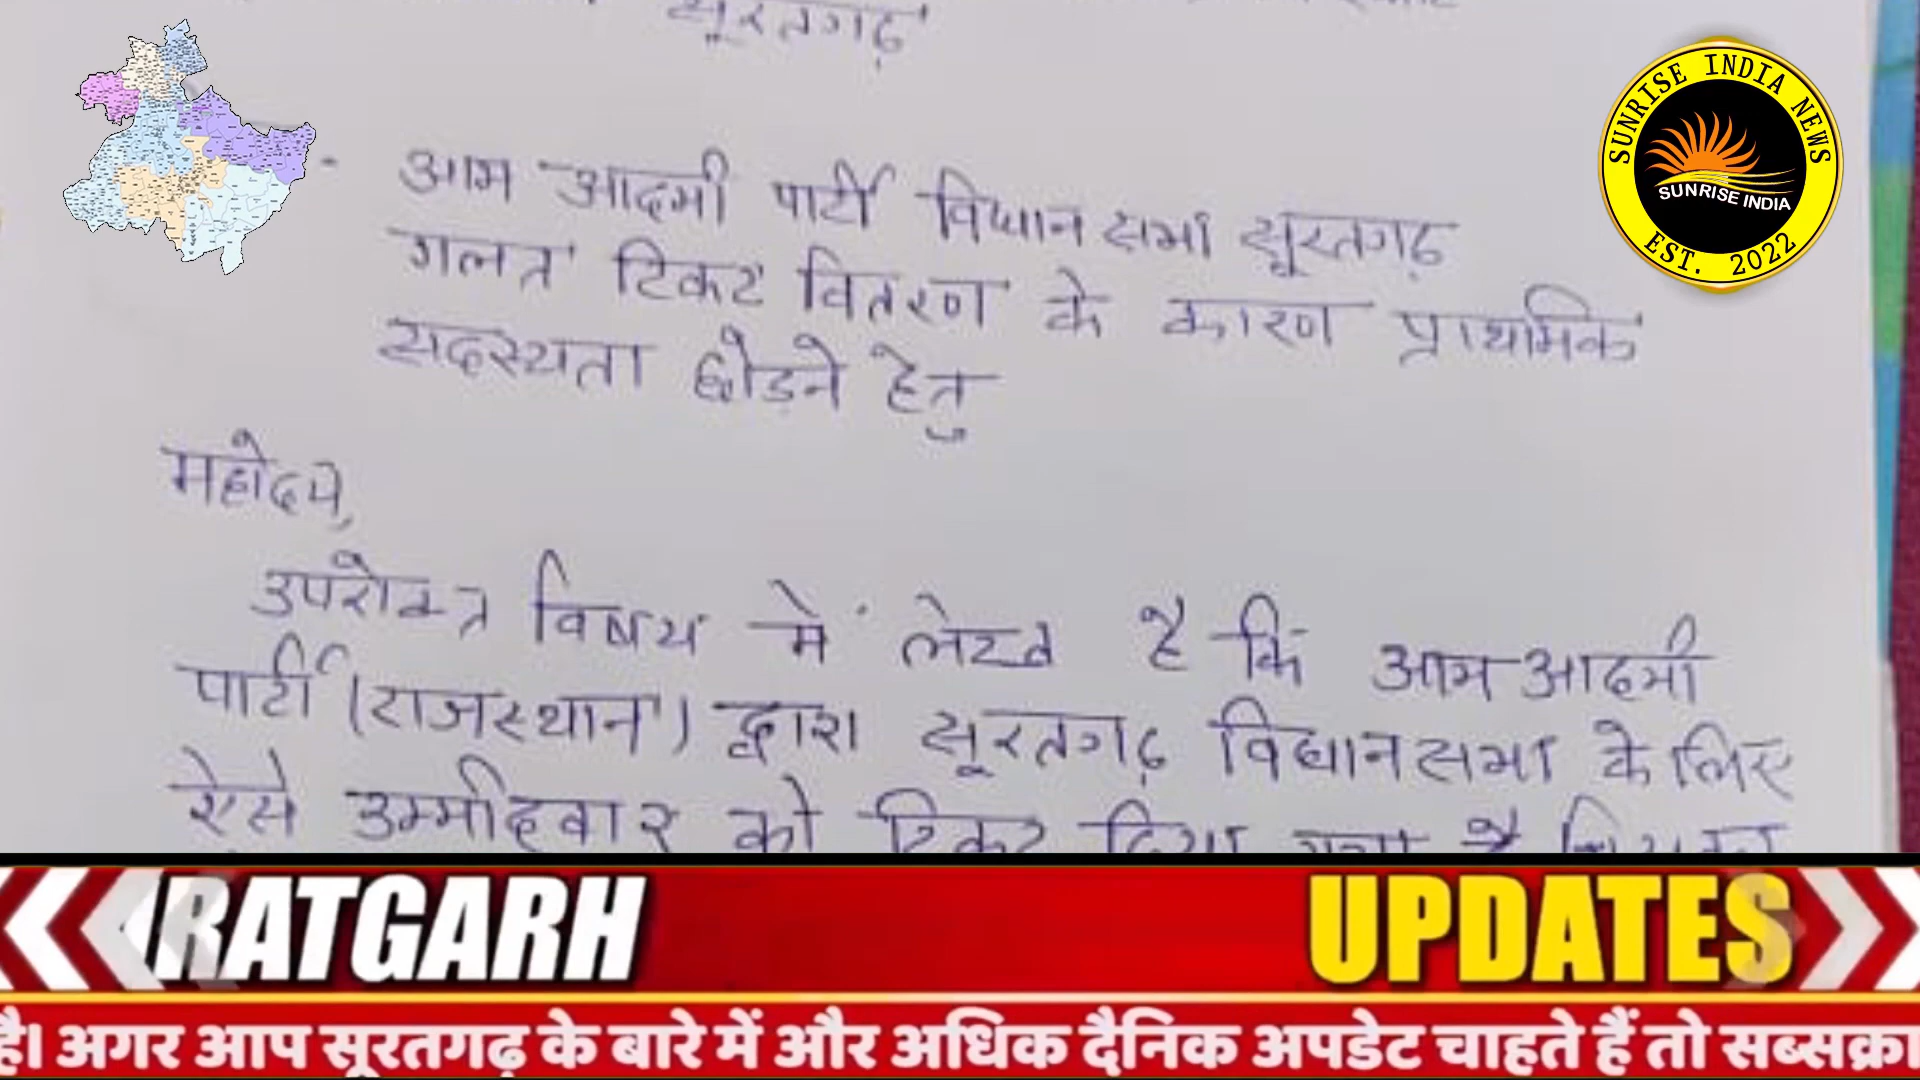 सूरतगढ़
आम आदमी पार्टी विधानसभा सूरतगढ़
गलत टिकट वितरण के कारण प्राथमिक
सदस्यता छोड़ने हेतु
महोदय,
उपरोक्त विषय में लेख है कि आम आदमी
पार्टी (राजस्थान) द्वारा सूरतगढ़ विधानसभा के लिए
ऐसे उम्मीदवार को टिकट दिया गया है
SUNRISE INDIA NEWS
SUNRISE INDIA
EST. 2022
RATGARH UPDATES
है। अगर आप सूरतगढ़ के बारे में और अधिक दैनिक अपडेट चाहते हैं तो सब्सक्रा